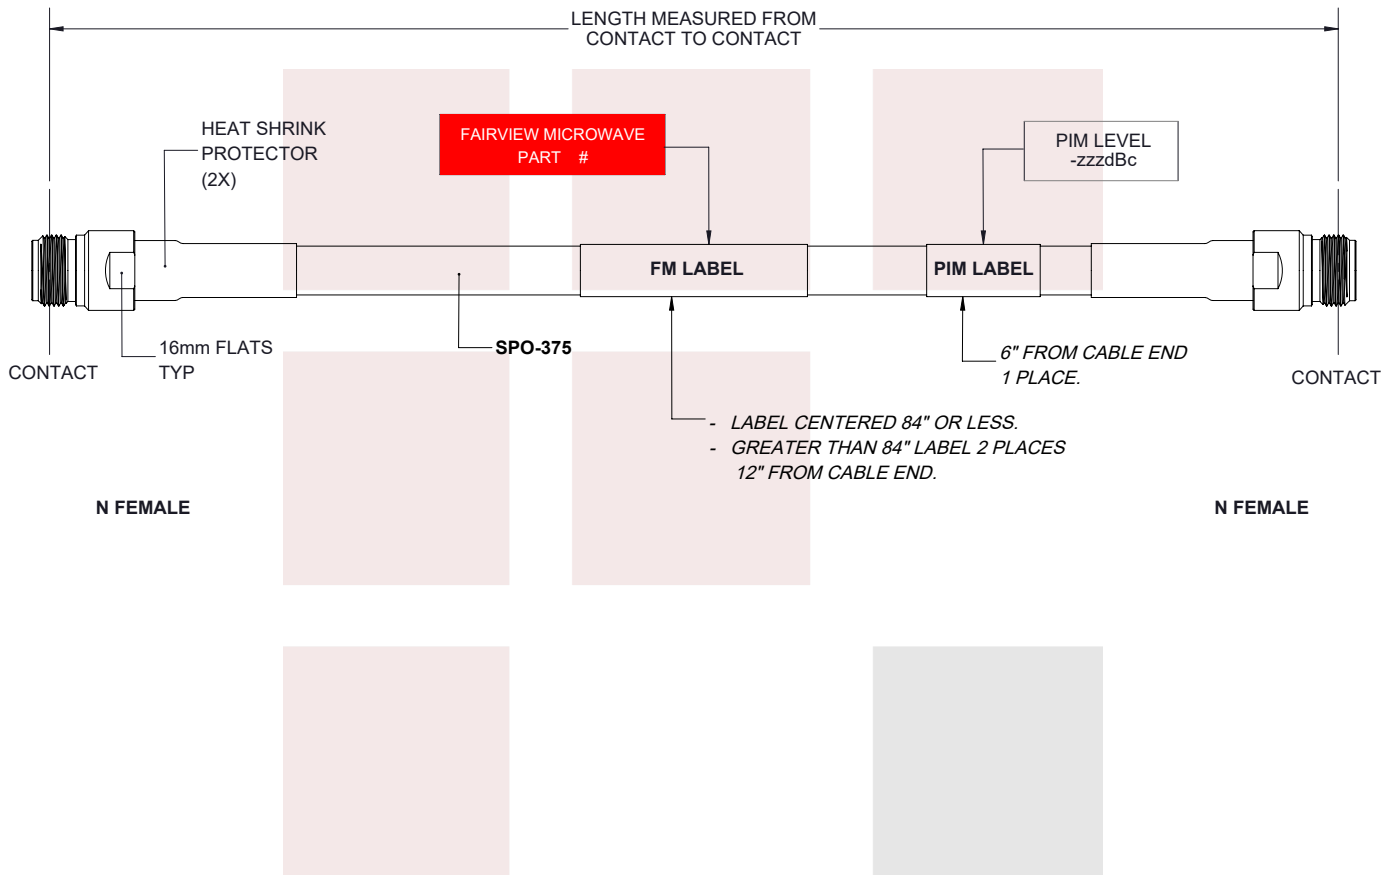 LENGTH MEASURED FROM
CONTACT TO CONTACT
HEAT SHRINK
PROTECTOR
(2X)
FAIRVIEW MICROWAVE
PART #
PIM LEVEL
-zzzdBc
FM LABEL
PIM LABEL
16mm FLATS
TYP
SPO-375
6" FROM CABLE END
1 PLACE.
CONTACT
CONTACT
- LABEL CENTERED 84" OR LESS.
- GREATER THAN 84" LABEL 2 PLACES
12" FROM CABLE END.
N FEMALE
N FEMALE